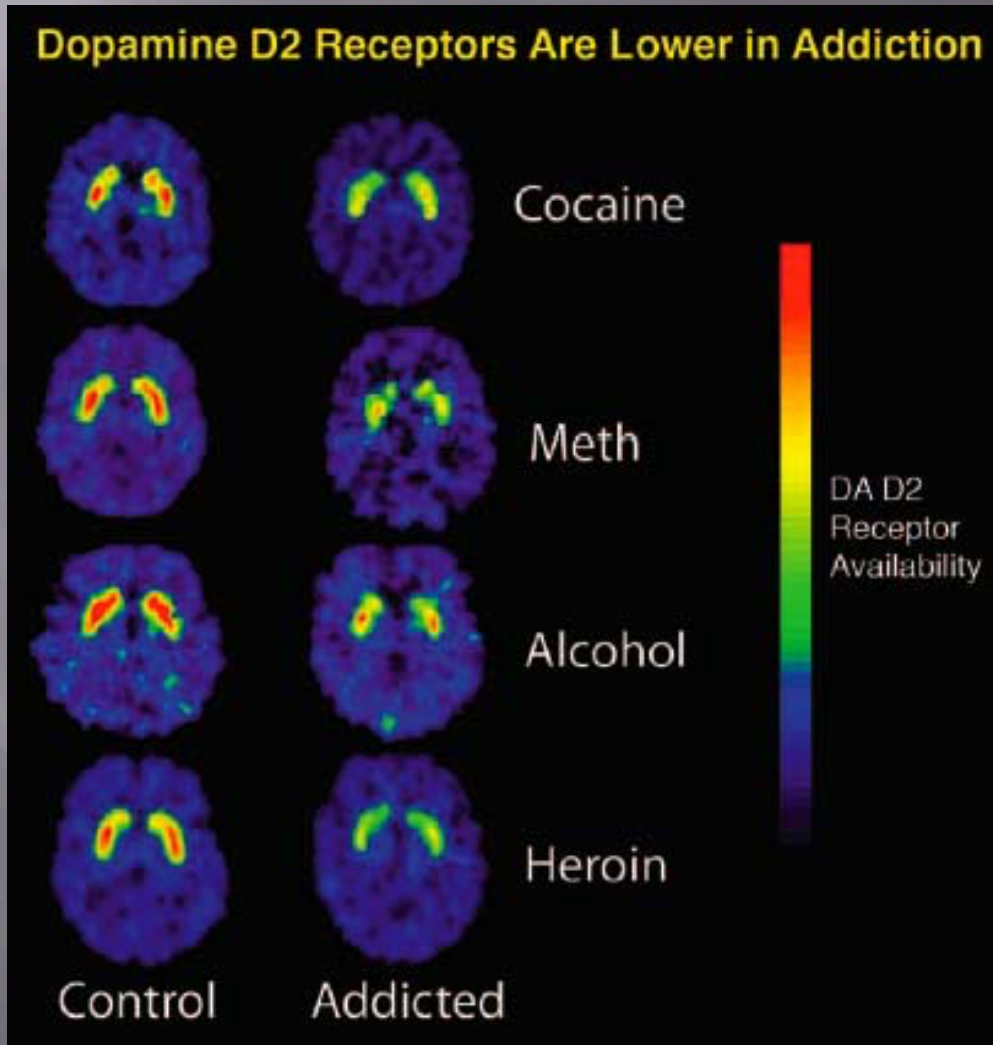 Dopamine D2 Receptors Are Lower in Addiction
Cocaine
Meth
DA D2
Receptor
Availability
Alcohol
Heroin
Control
Addicted